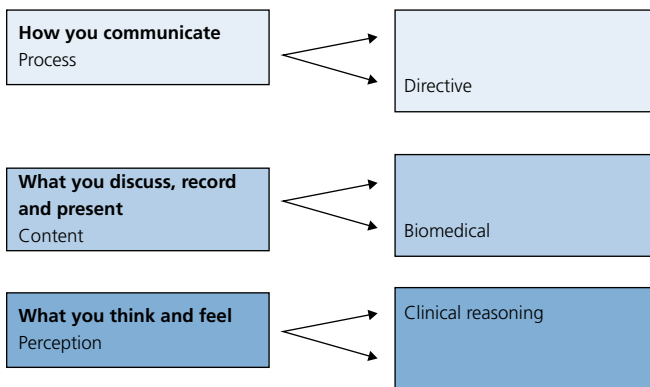 How you communicate
Process
Directive
What you discuss, record
and present
Content
Biomedical
What you think and feel
Perception
Clinical reasoning